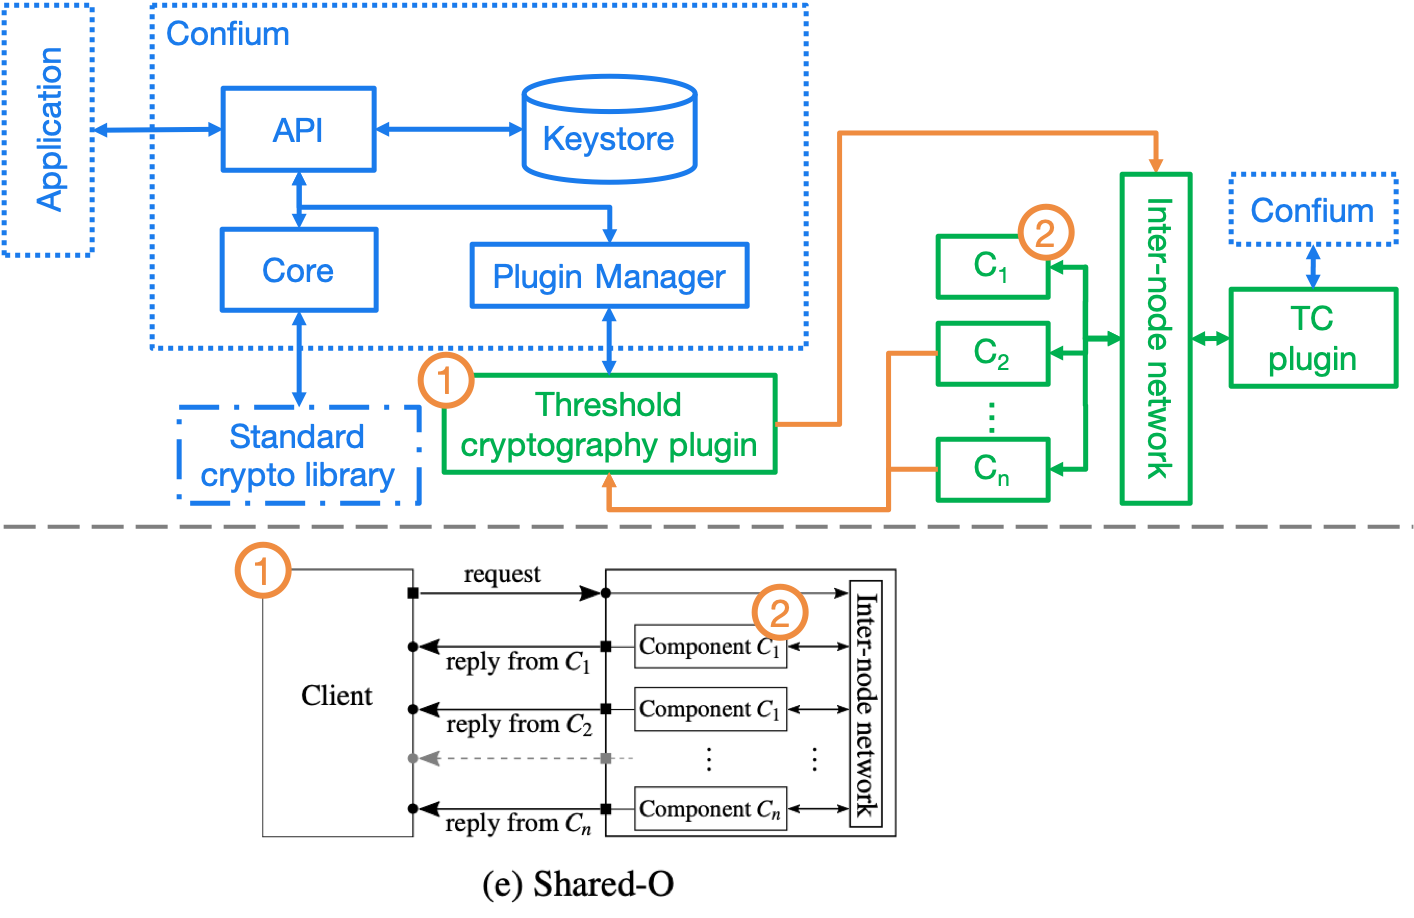 Application
Confium
API
Keystore
Core
Plugin Manager
Standard
crypto library
1
Threshold
cryptography plugin
2
C1
C2
⋮
Cn
Inter-node network
Confium
TC
plugin
1
Client
request
reply from C1
reply from C2
reply from Cn
2
Component C1
Component C1
⋮ ⋮
Component Cn
Inter-node network
(e) Shared-O